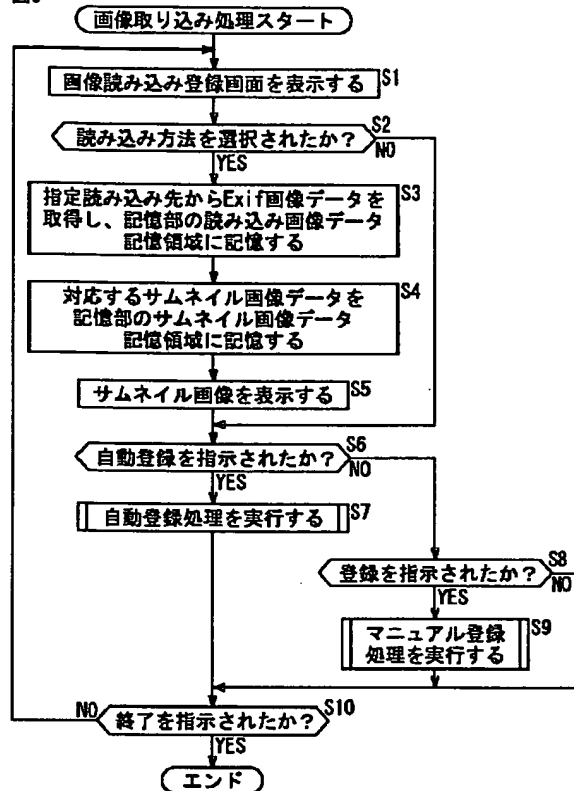 画像取り込み処理スタート
画像読み込み登録画面を表示する
S1
読み込み方法を選択されたか?
S2
NO
YES
指定読み込み先からExif画像データを
取得し、記憶部の読み込み画像データ
記憶領域に記憶する
S3
対応するサムネイル画像データを
記憶部のサムネイル画像データ
記憶領域に記憶する
S4
サムネイル画像を表示する
S5
自動登録を指示されたか?
S6
NO
YES
自動登録処理を実行する
S7
登録を指示されたか?
S8
NO
YES
マニュアル登録
処理を実行する
S9
NO
終了を指示されたか?
S10
YES
エンド